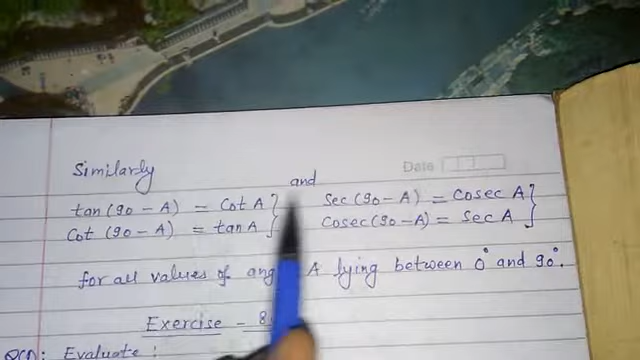 Similarly
and
Date
tan (90 - A) = Cot A } Sec (90 - A) = Cosec A }
Cot (90 - A) = tan A } Cosec (90 - A) = Sec A }
for all values of A lying between 0° and 90°.
Exercise - 8
Evaluate :